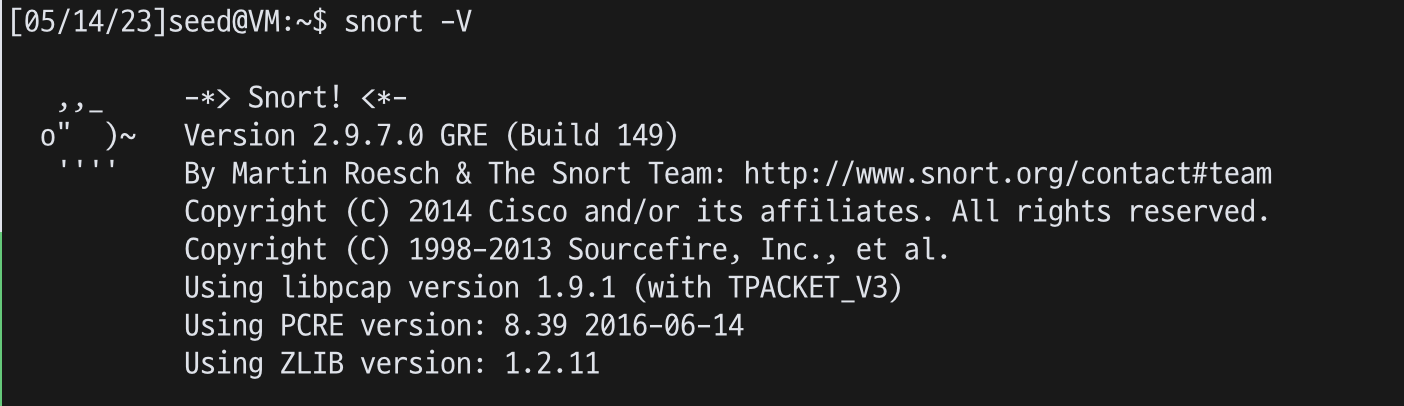 [05/14/23]seed@VM:~$ snort -V

   ,,_     -*> Snort! <*-
  o"  )~   Version 2.9.7.0 GRE (Build 149)
   ''''    By Martin Roesch & The Snort Team: http://www.snort.org/contact#team
           Copyright (C) 2014 Cisco and/or its affiliates. All rights reserved.
           Copyright (C) 1998-2013 Sourcefire, Inc., et al.
           Using libpcap version 1.9.1 (with TPACKET_V3)
           Using PCRE version: 8.39 2016-06-14
           Using ZLIB version: 1.2.11